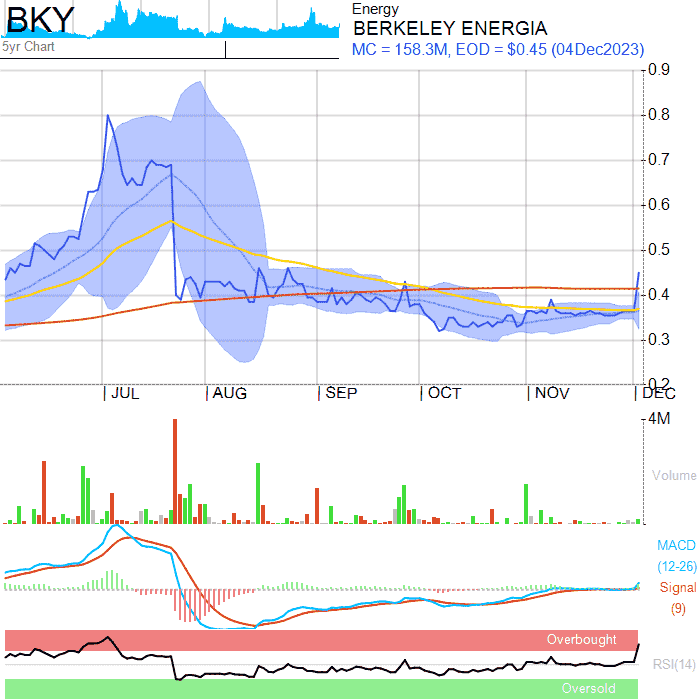 BKY
5yr Chart
Energy
BERKELEY ENERGIA
MC = 158.3M, EOD = $0.45 (04Dec2023)
0.9
0.8
0.7
0.6
0.5
0.4
0.3
0.2
JUL AUG SEP OCT NOV DEC
4M
Volume
MACD
(12-26)
Signal
(9)
Overbought
RSI(14)
Oversold